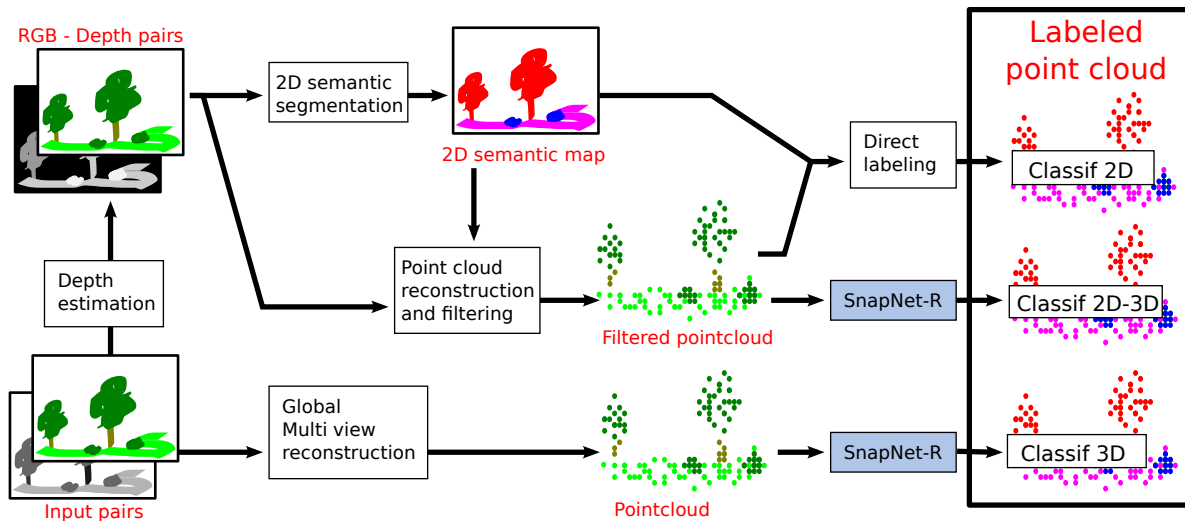 RGB - Depth pairs
2D semantic
segmentation
2D semantic map
Direct
labeling
Labeled
point cloud
Classif 2D
Depth
estimation
Point cloud
reconstruction
and filtering
Filtered pointcloud
SnapNet-R
Classif 2D-3D
Input pairs
Global
Multi view
reconstruction
Pointcloud
SnapNet-R
Classif 3D